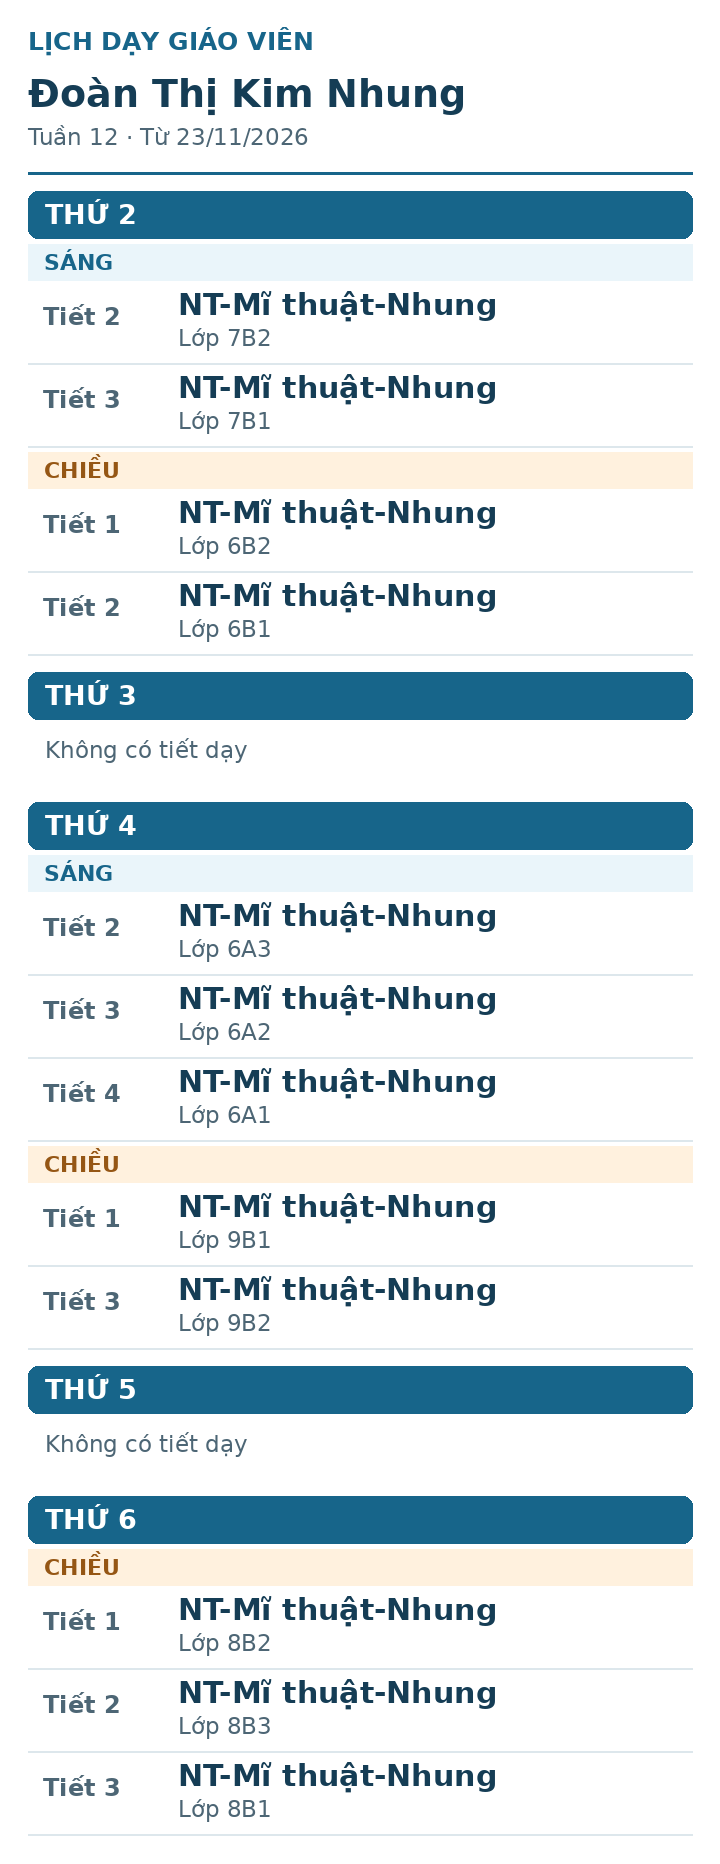 LỊCH DẠY GIÁO VIÊN
Đoàn Thị Kim Nhung
Tuần 12 · Từ 23/11/2026
THỨ 2
SÁNG
Tiết 2
NT-Mĩ thuật-Nhung
Lớp 7B2
Tiết 3
NT-Mĩ thuật-Nhung
Lớp 7B1
CHIỀU
Tiết 1
NT-Mĩ thuật-Nhung
Lớp 6B2
Tiết 2
NT-Mĩ thuật-Nhung
Lớp 6B1
THỨ 3
Không có tiết dạy
THỨ 4
SÁNG
Tiết 2
NT-Mĩ thuật-Nhung
Lớp 6A3
Tiết 3
NT-Mĩ thuật-Nhung
Lớp 6A2
Tiết 4
NT-Mĩ thuật-Nhung
Lớp 6A1
CHIỀU
Tiết 1
NT-Mĩ thuật-Nhung
Lớp 9B1
Tiết 3
NT-Mĩ thuật-Nhung
Lớp 9B2
THỨ 5
Không có tiết dạy
THỨ 6
CHIỀU
Tiết 1
NT-Mĩ thuật-Nhung
Lớp 8B2
Tiết 2
NT-Mĩ thuật-Nhung
Lớp 8B3
Tiết 3
NT-Mĩ thuật-Nhung
Lớp 8B1